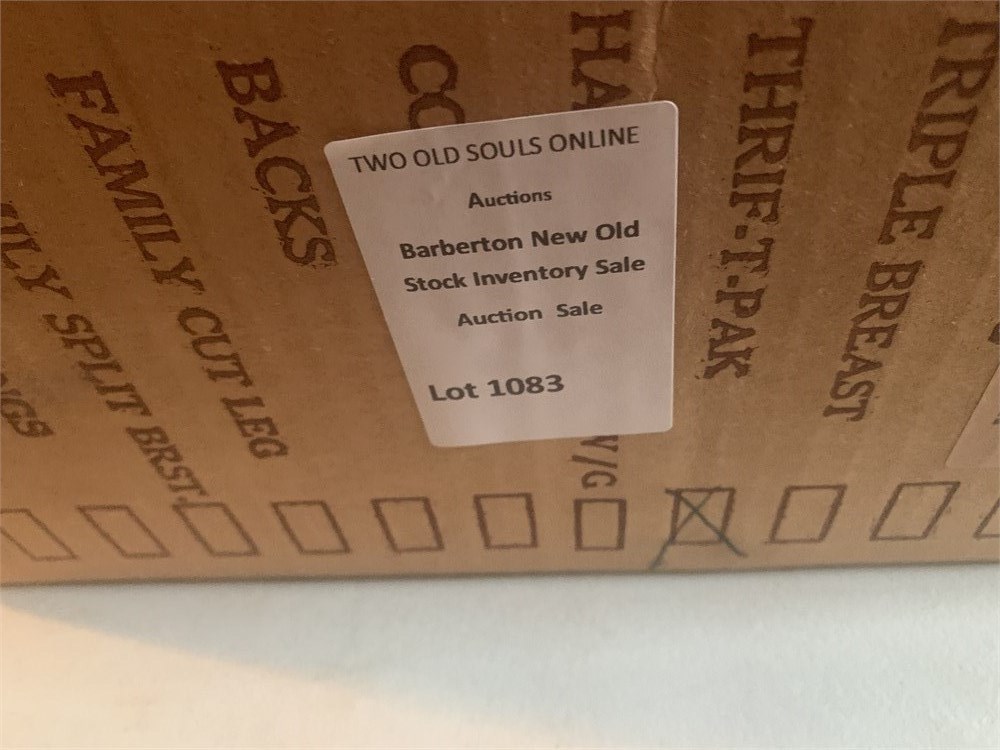 TWO OLD SOULS ONLINE
Auctions
Barberton New Old
Stock Inventory Sale
Auction Sale
Lot 1083
SPLIT BRST.
FAMILY CUT LEG
BACKS
W/G
THRIF-T-PAK
TRIPLE BREAST